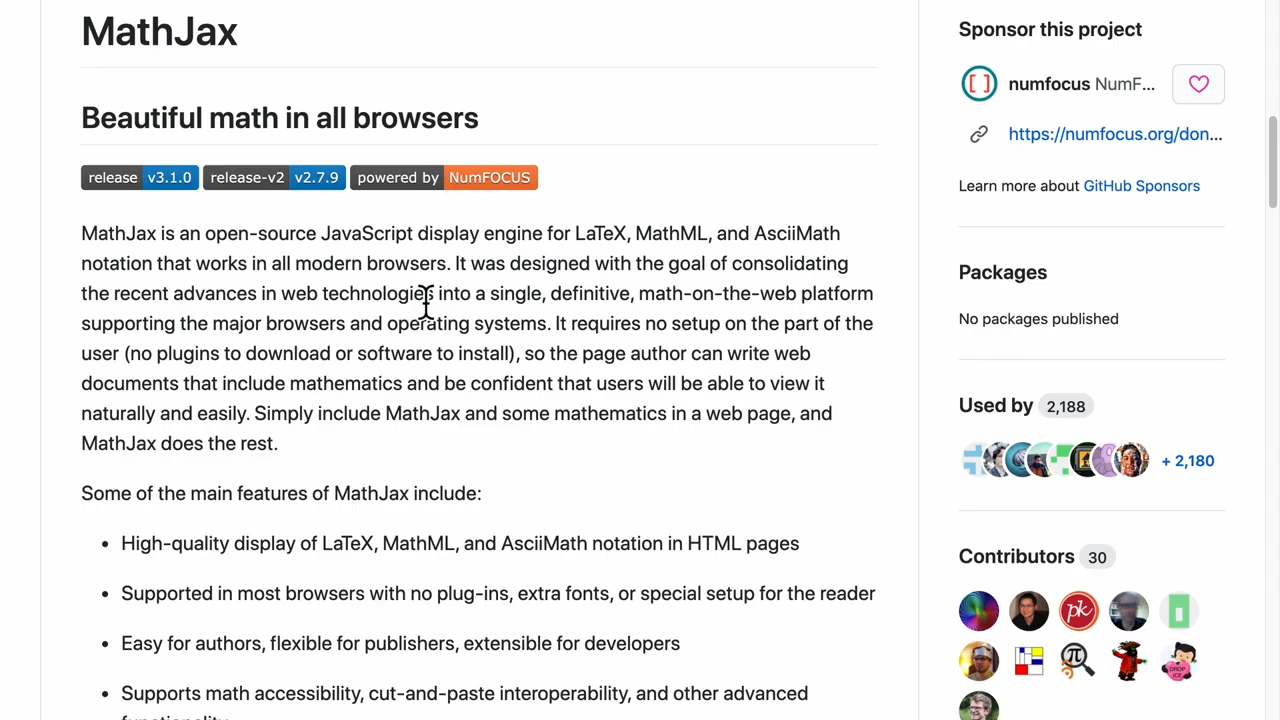 MathJax
Beautiful math in all browsers
release v3.1.0 release-v2 v2.7.9 powered by NumFOCUS
MathJax is an open-source JavaScript display engine for LaTeX, MathML, and AsciiMath
notation that works in all modern browsers. It was designed with the goal of consolidating
the recent advances in web technologies into a single, definitive, math-on-the-web platform
supporting the major browsers and operating systems. It requires no setup on the part of the
user (no plugins to download or software to install), so the page author can write web
documents that include mathematics and be confident that users will be able to view it
naturally and easily. Simply include MathJax and some mathematics in a web page, and
MathJax does the rest.
Some of the main features of MathJax include:
• High-quality display of LaTeX, MathML, and AsciiMath notation in HTML pages
• Supported in most browsers with no plug-ins, extra fonts, or special setup for the reader
• Easy for authors, flexible for publishers, extensible for developers
• Supports math accessibility, cut-and-paste interoperability, and other advanced
functionality
Sponsor this project
numfocus NumF...
https://numfocus.org/don...
Learn more about GitHub Sponsors
Packages
No packages published
Used by 2,188
+ 2,180
Contributors 30
pk
π
DROP
ICE